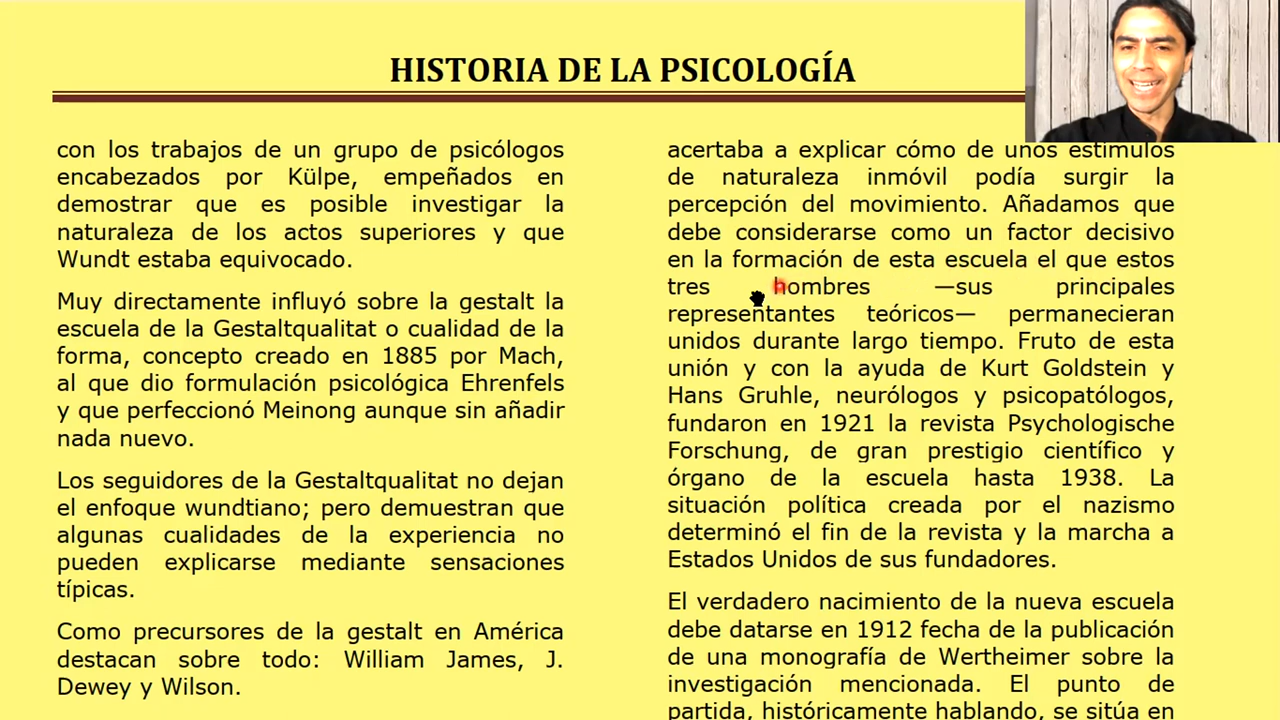 HISTORIA DE LA PSICOLOGÍA
con los trabajos de un grupo de psicólogos
encabezados por Külpe, empeñados en
demostrar que es posible investigar la
naturaleza de los actos superiores y que
Wundt estaba equivocado.
Muy directamente influyó sobre la gestalt la
escuela de la Gestaltqualitat o cualidad de la
forma, concepto creado en 1885 por Mach,
al que dio formulación psicológica Ehrenfels
y que perfeccionó Meinong aunque sin añadir
nada nuevo.
Los seguidores de la Gestaltqualitat no dejan
el enfoque wundtiano; pero demuestran que
algunas cualidades de la experiencia no
pueden explicarse mediante sensaciones
típicas.
Como precursores de la gestalt en América
destacan sobre todo: William James, J.
Dewey y Wilson.
acertaba a explicar cómo de unos estímulos
de naturaleza inmóvil podía surgir la
percepción del movimiento. Añadamos que
debe considerarse como un factor decisivo
en la formación de esta escuela el que estos
tres hombres —sus principales
representantes teóricos— permanecieran
unidos durante largo tiempo. Fruto de esta
unión y con la ayuda de Kurt Goldstein y
Hans Gruhle, neurólogos y psicopatólogos,
fundaron en 1921 la revista Psychologische
Forschung, de gran prestigio científico y
órgano de la escuela hasta 1938. La
situación política creada por el nazismo
determinó el fin de la revista y la marcha a
Estados Unidos de sus fundadores.
El verdadero nacimiento de la nueva escuela
debe datarse en 1912 fecha de la publicación
de una monografía de Wertheimer sobre la
investigación mencionada. El punto de
partida, históricamente hablando, se sitúa en